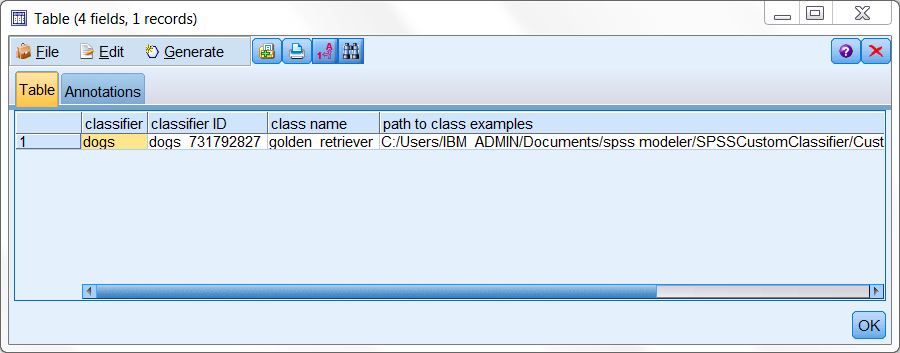 Table (4 fields, 1 records)
File Edit Generate
Table Annotations
classifier classifier ID class name path to class examples
1 dogs dogs_731792827 golden_retriever C:/Users/IBM_ADMIN/Documents/spss modeler/SPSSCustomClassifier/Cust
OK